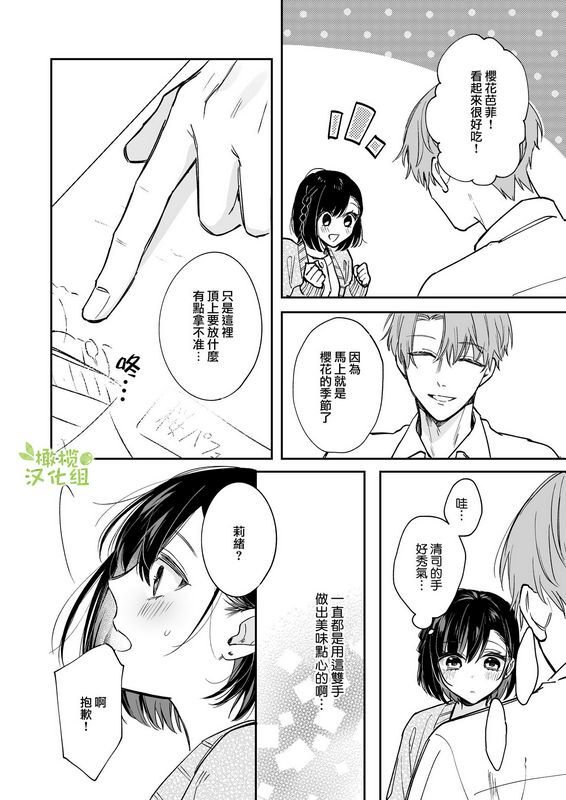 櫻花芭菲！
看起來很好吃！
因為
馬上就是
櫻花的季節了
只是這裡
頂上要放什麼
有點拿不准…
咚…
橄榄
汉化组
哇…
清司的手
好秀氣…
一直都是用這雙手
做出美味點心的啊…
莉緒？
啊
抱歉！